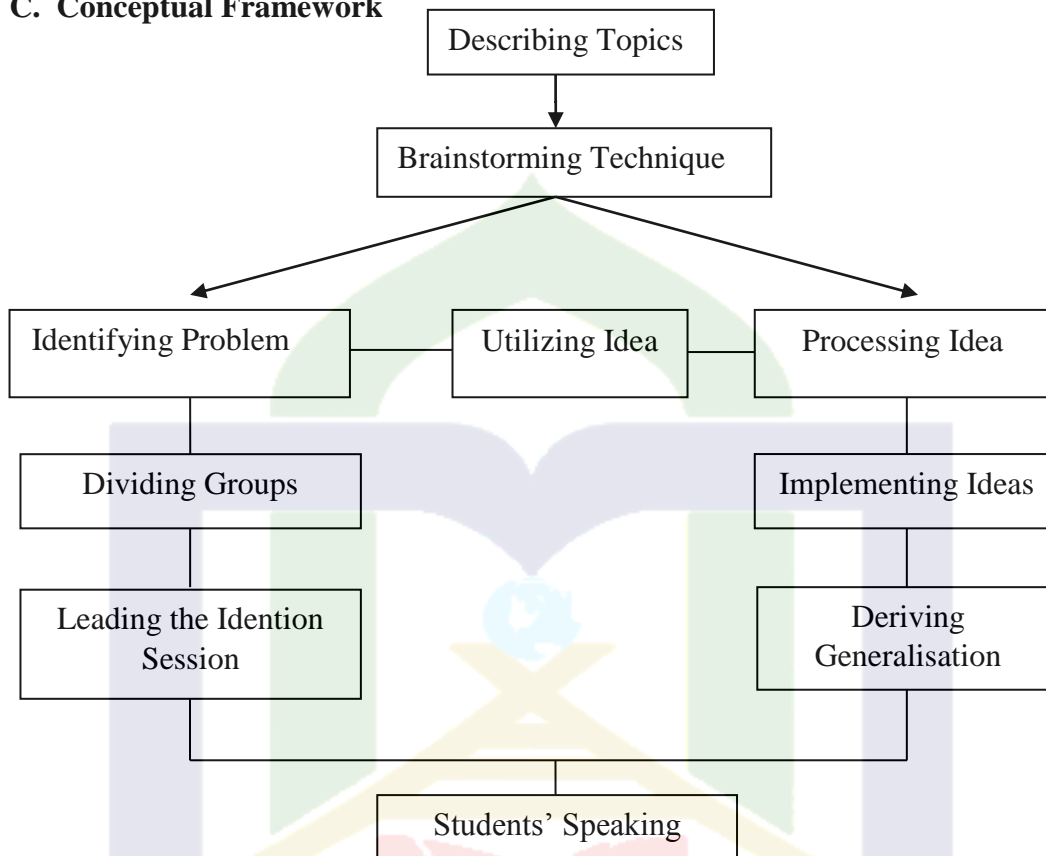 C. Conceptual Framework
Describing Topics
Brainstorming Technique
Identifying Problem
Utilizing Idea
Processing Idea
Dividing Groups
Implementing Ideas
Leading the Idention
Session
Deriving
Generalisation
Students’ Speaking